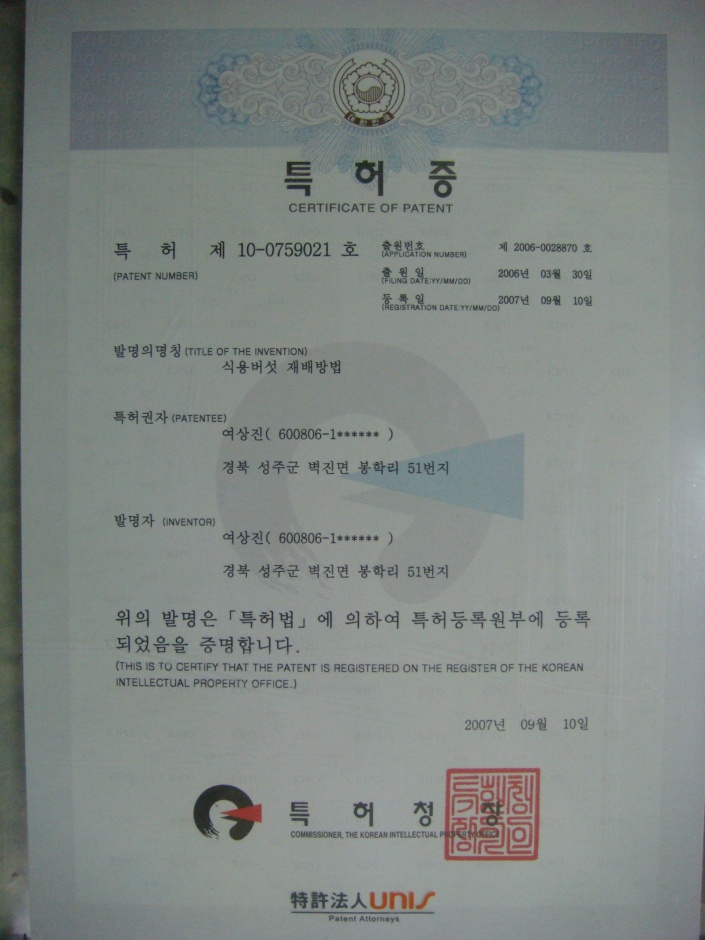 대한민국
특 허 증
CERTIFICATE OF PATENT
특 허 제 10-0759021 호
(PATENT NUMBER)
출원번호 제 2006-0028870 호
(APPLICATION NUMBER)
출 원 일 2006년 03월 30일
(FILING DATE:YY/MM/DD)
등 록 일 2007년 09월 10일
(REGISTRATION DATE:YY/MM/DD)
발명의명칭 (TITLE OF THE INVENTION)
식용버섯 재배방법
특허권자 (PATENTEE)
여상진( 600806-1****** )
경북 성주군 벽진면 봉학리 51번지
발명자 (INVENTOR)
여상진( 600806-1****** )
경북 성주군 벽진면 봉학리 51번지
위의 발명은 「특허법」에 의하여 특허등록원부에 등록
되었음을 증명합니다.
(THIS IS TO CERTIFY THAT THE PATENT IS REGISTERED ON THE REGISTER OF THE KOREAN
INTELLECTUAL PROPERTY OFFICE.)
2007년 09월 10일
특 허 청 장
COMMISSIONER, THE KOREAN INTELLECTUAL PROPERTY OFFICE
特許法人 UNIS
Patent Attorneys